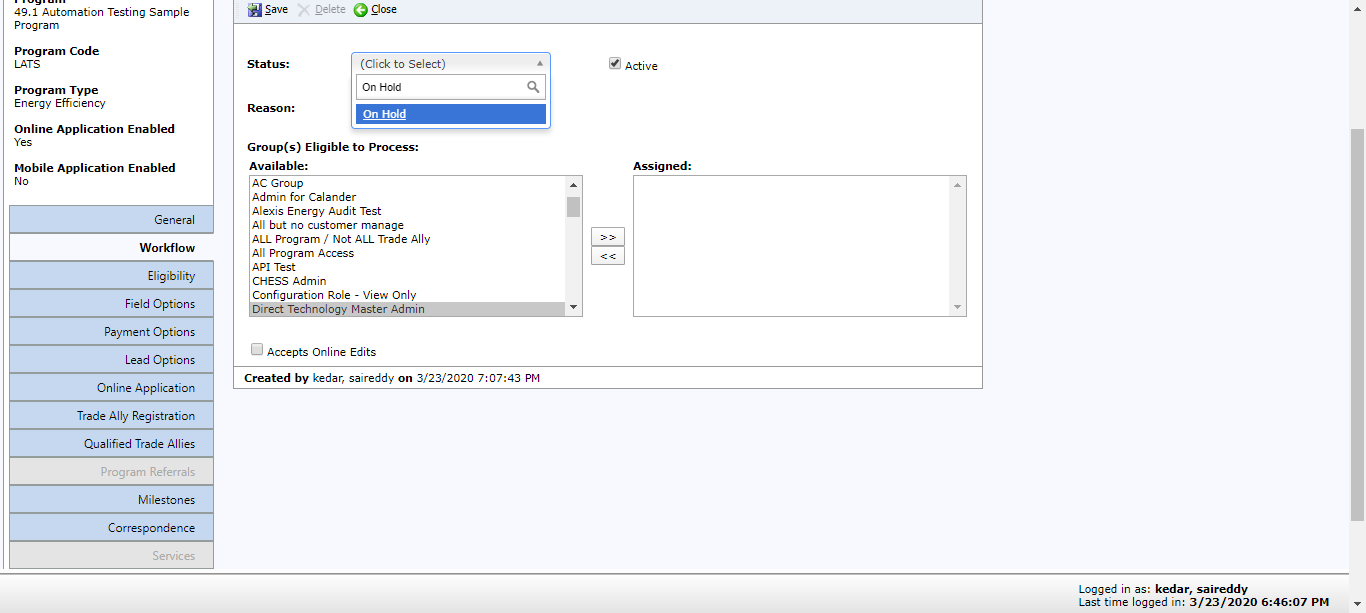 Program
49.1 Automation Testing Sample
Program
Program Code
LATS
Program Type
Energy Efficiency
Online Application Enabled
Yes
Mobile Application Enabled
No
General
Workflow
Eligibility
Field Options
Payment Options
Lead Options
Online Application
Trade Ally Registration
Qualified Trade Allies
Program Referrals
Milestones
Correspondence
Services
Save Delete Close
Status: (Click to Select) Active
On Hold
On Hold
Reason:
Group(s) Eligible to Process:
Available: Assigned:
AC Group
Admin for Calander
Alexis Energy Audit Test
All but no customer manage
ALL Program / Not ALL Trade Ally
All Program Access
API Test
CHESS Admin
Configuration Role - View Only
Direct Technology Master Admin
>>
<<
Accepts Online Edits
Created by kedar, saireddy on 3/23/2020 7:07:43 PM
Logged in as: kedar, saireddy
Last time logged in: 3/23/2020 6:46:07 PM